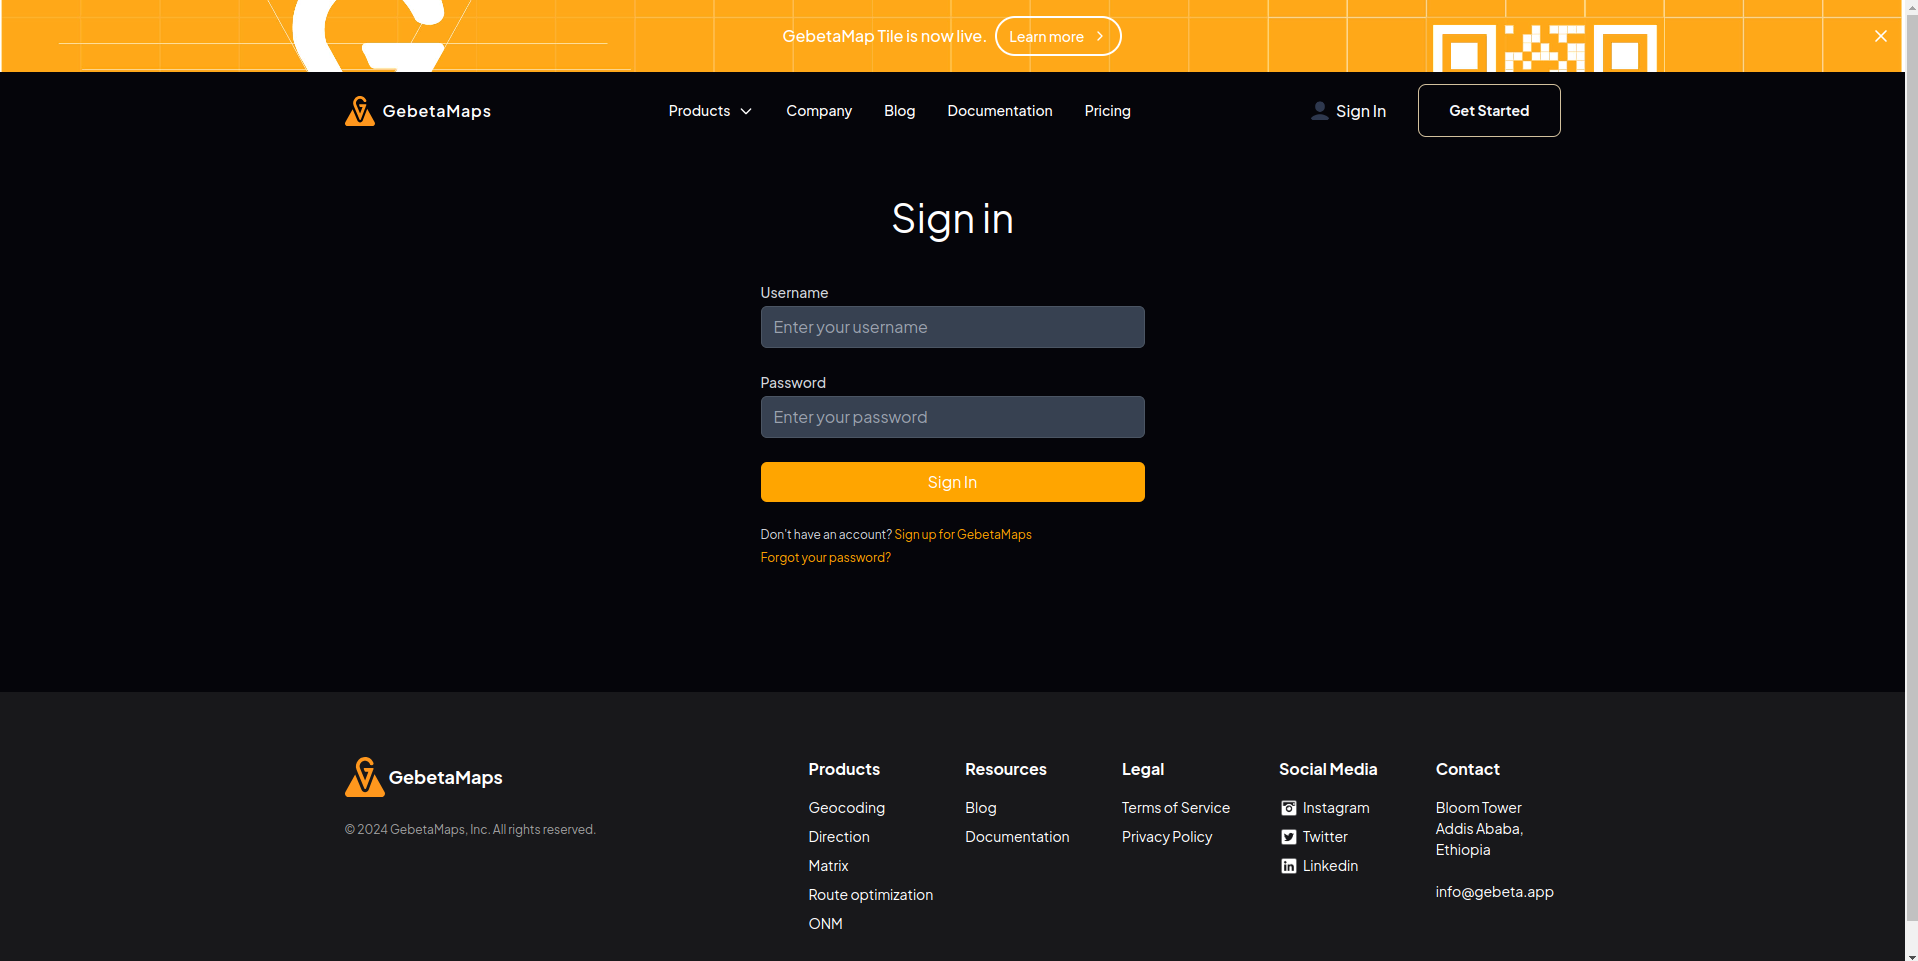 GebetaMap Tile is now live.
Learn more
GebetaMaps
Products
Company
Blog
Documentation
Pricing
Sign In
Get Started
Sign in
Username
Enter your username
Password
Enter your password
Sign In
Don't have an account? Sign up for GebetaMaps
Forgot your password?
GebetaMaps
© 2024 GebetaMaps, Inc. All rights reserved.
Products
Geocoding
Direction
Matrix
Route optimization
ONM
Resources
Blog
Documentation
Legal
Terms of Service
Privacy Policy
Social Media
Instagram
Twitter
Linkedin
Contact
Bloom Tower
Addis Ababa,
Ethiopia
info@gebeta.app